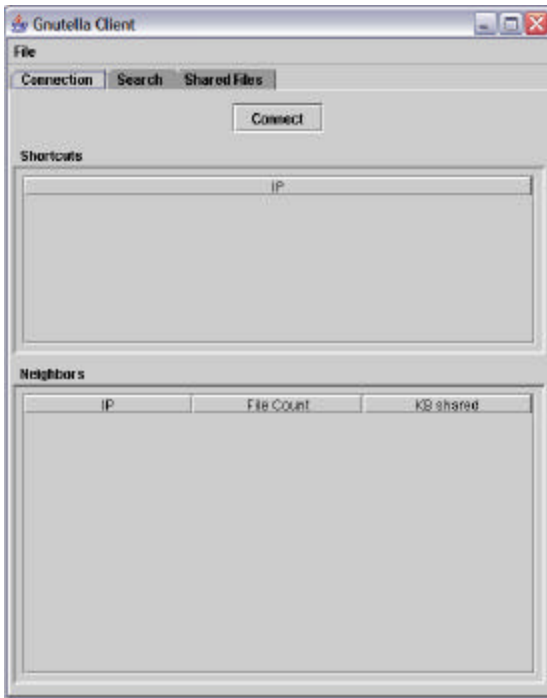 Gnutella Client
File
Connection Search Shared Files
Connect
Shortcuts
IP
Neighbors
IP File Count KB shared